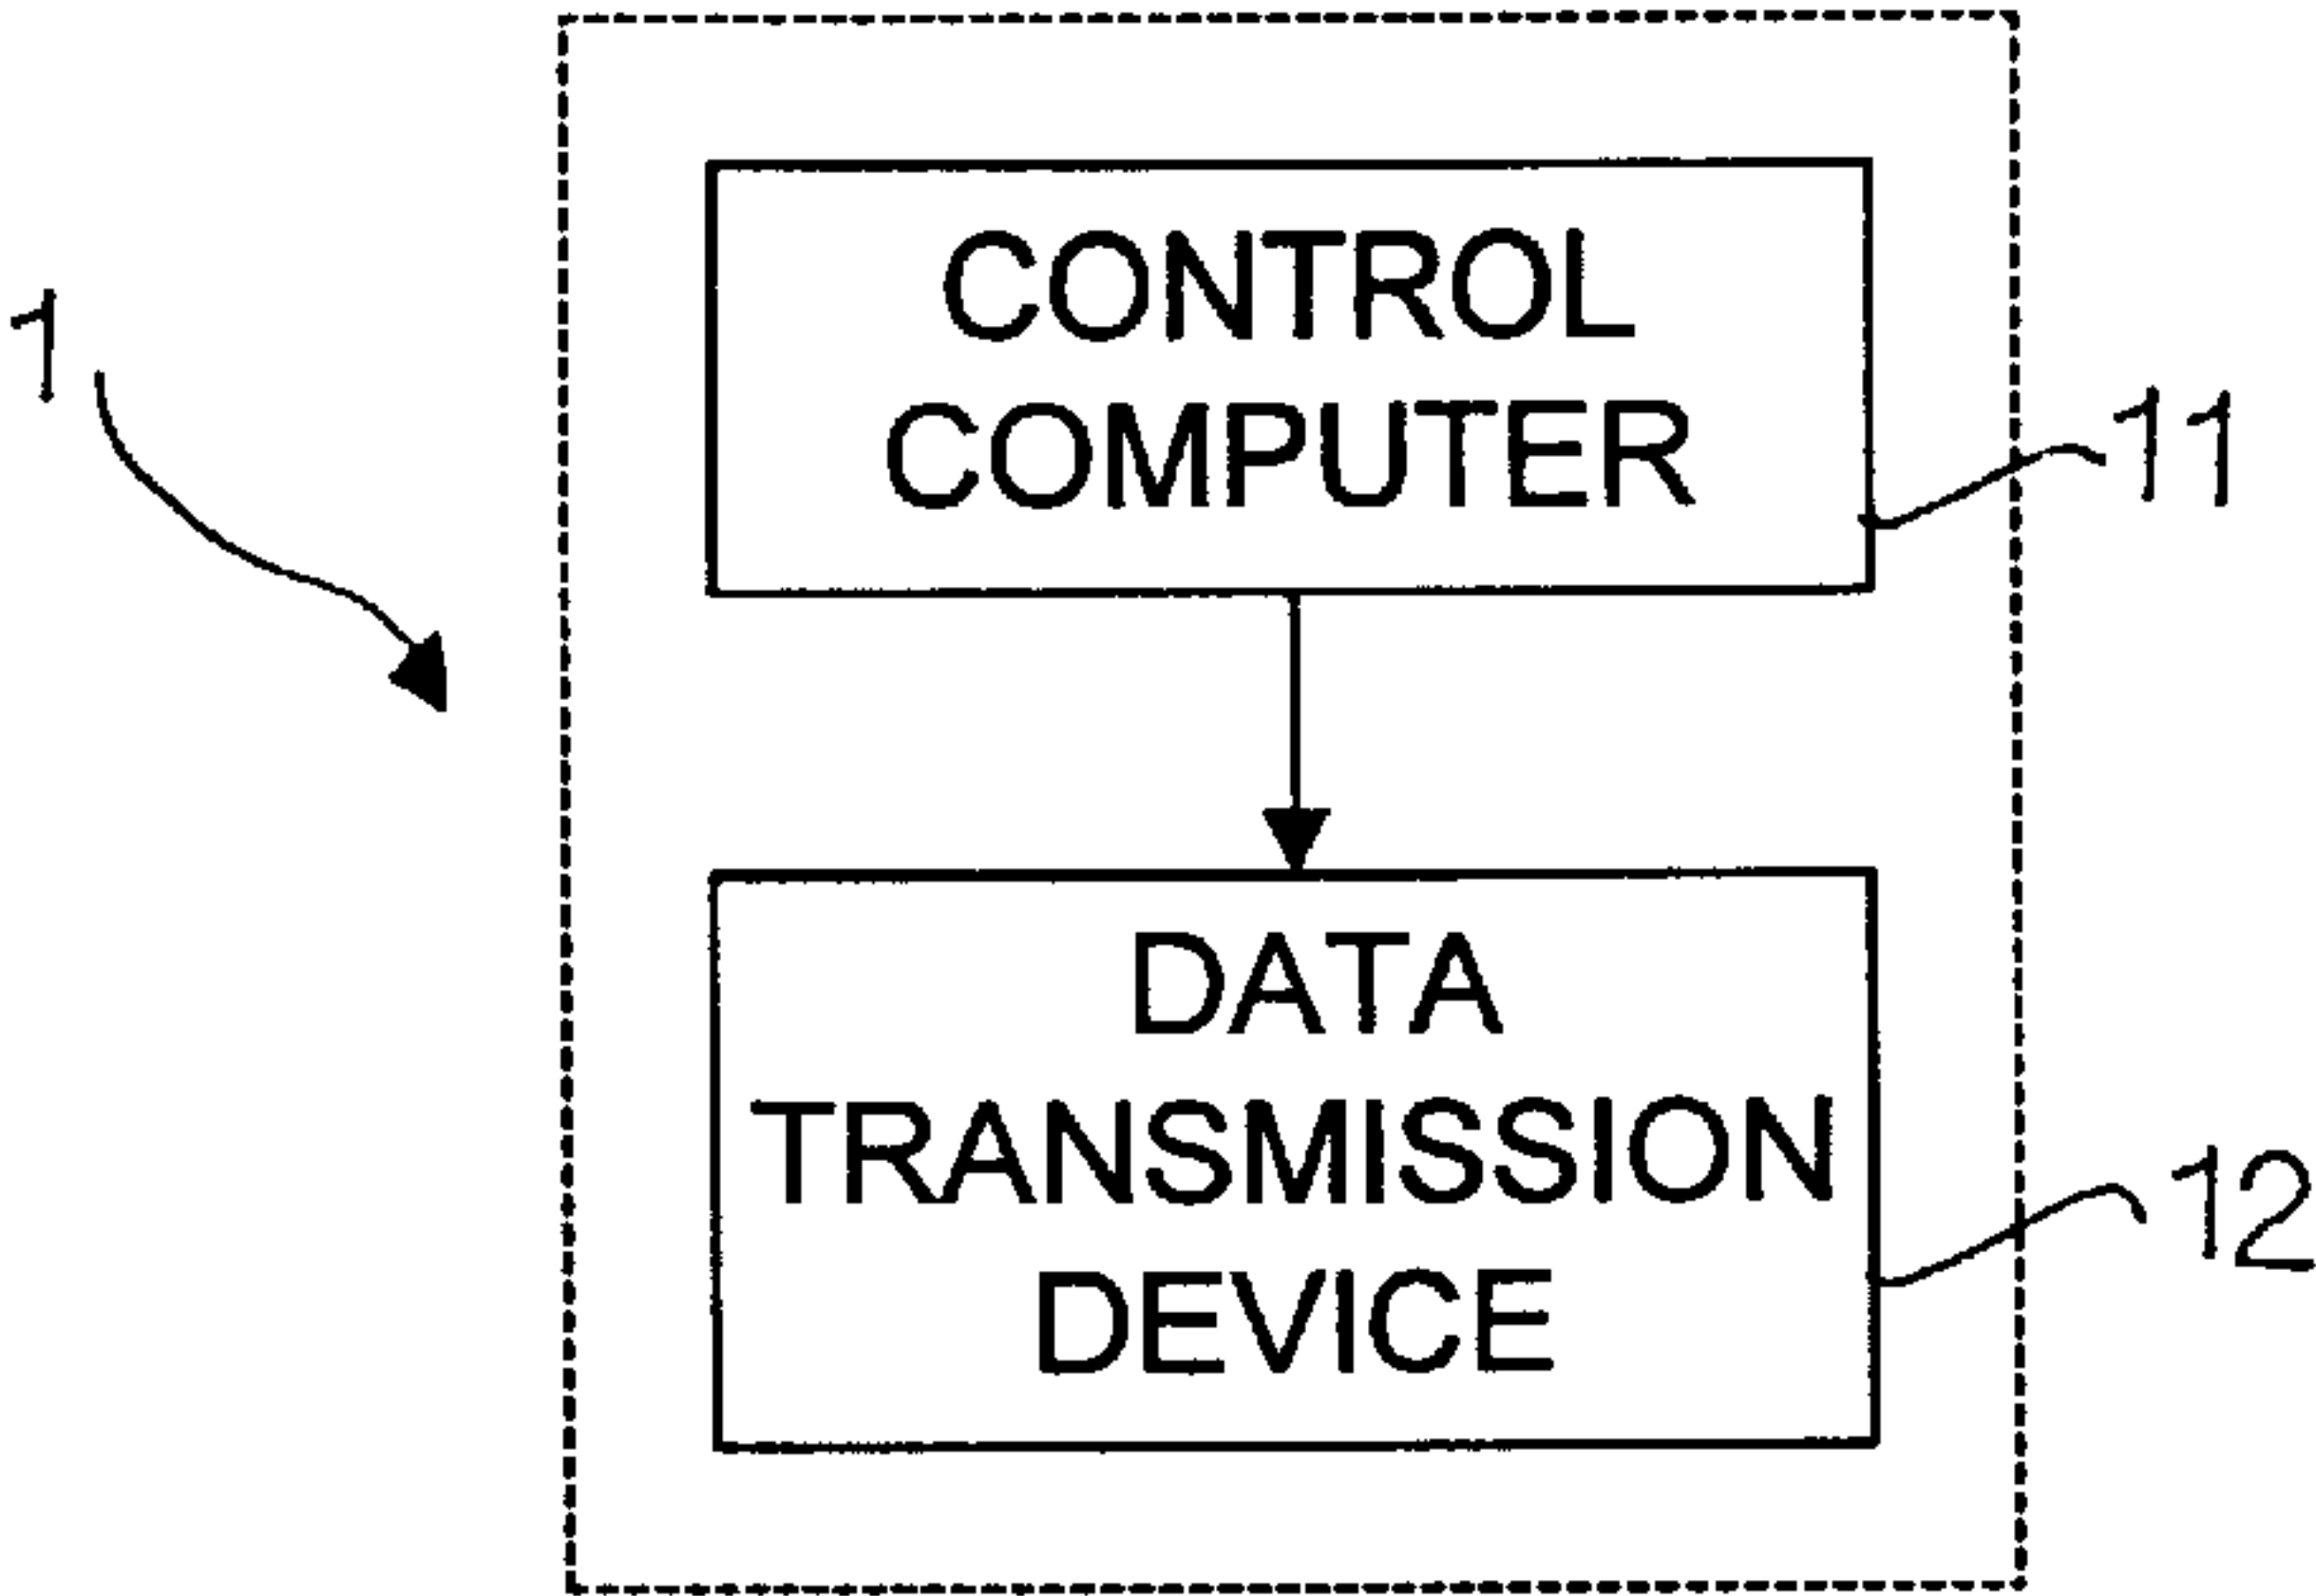 1
CONTROL
COMPUTER
11
DATA
TRANSMISSION
DEVICE
12